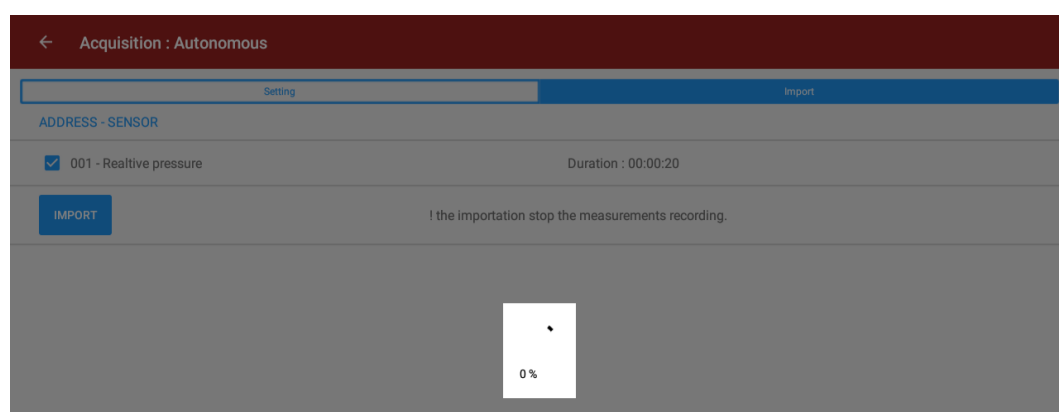 Acquisition : Autonomous
Setting
Import
ADDRESS - SENSOR
001 - Realtive pressure
Duration : 00:00:20
IMPORT
! the importation stop the measurements recording.
0 %